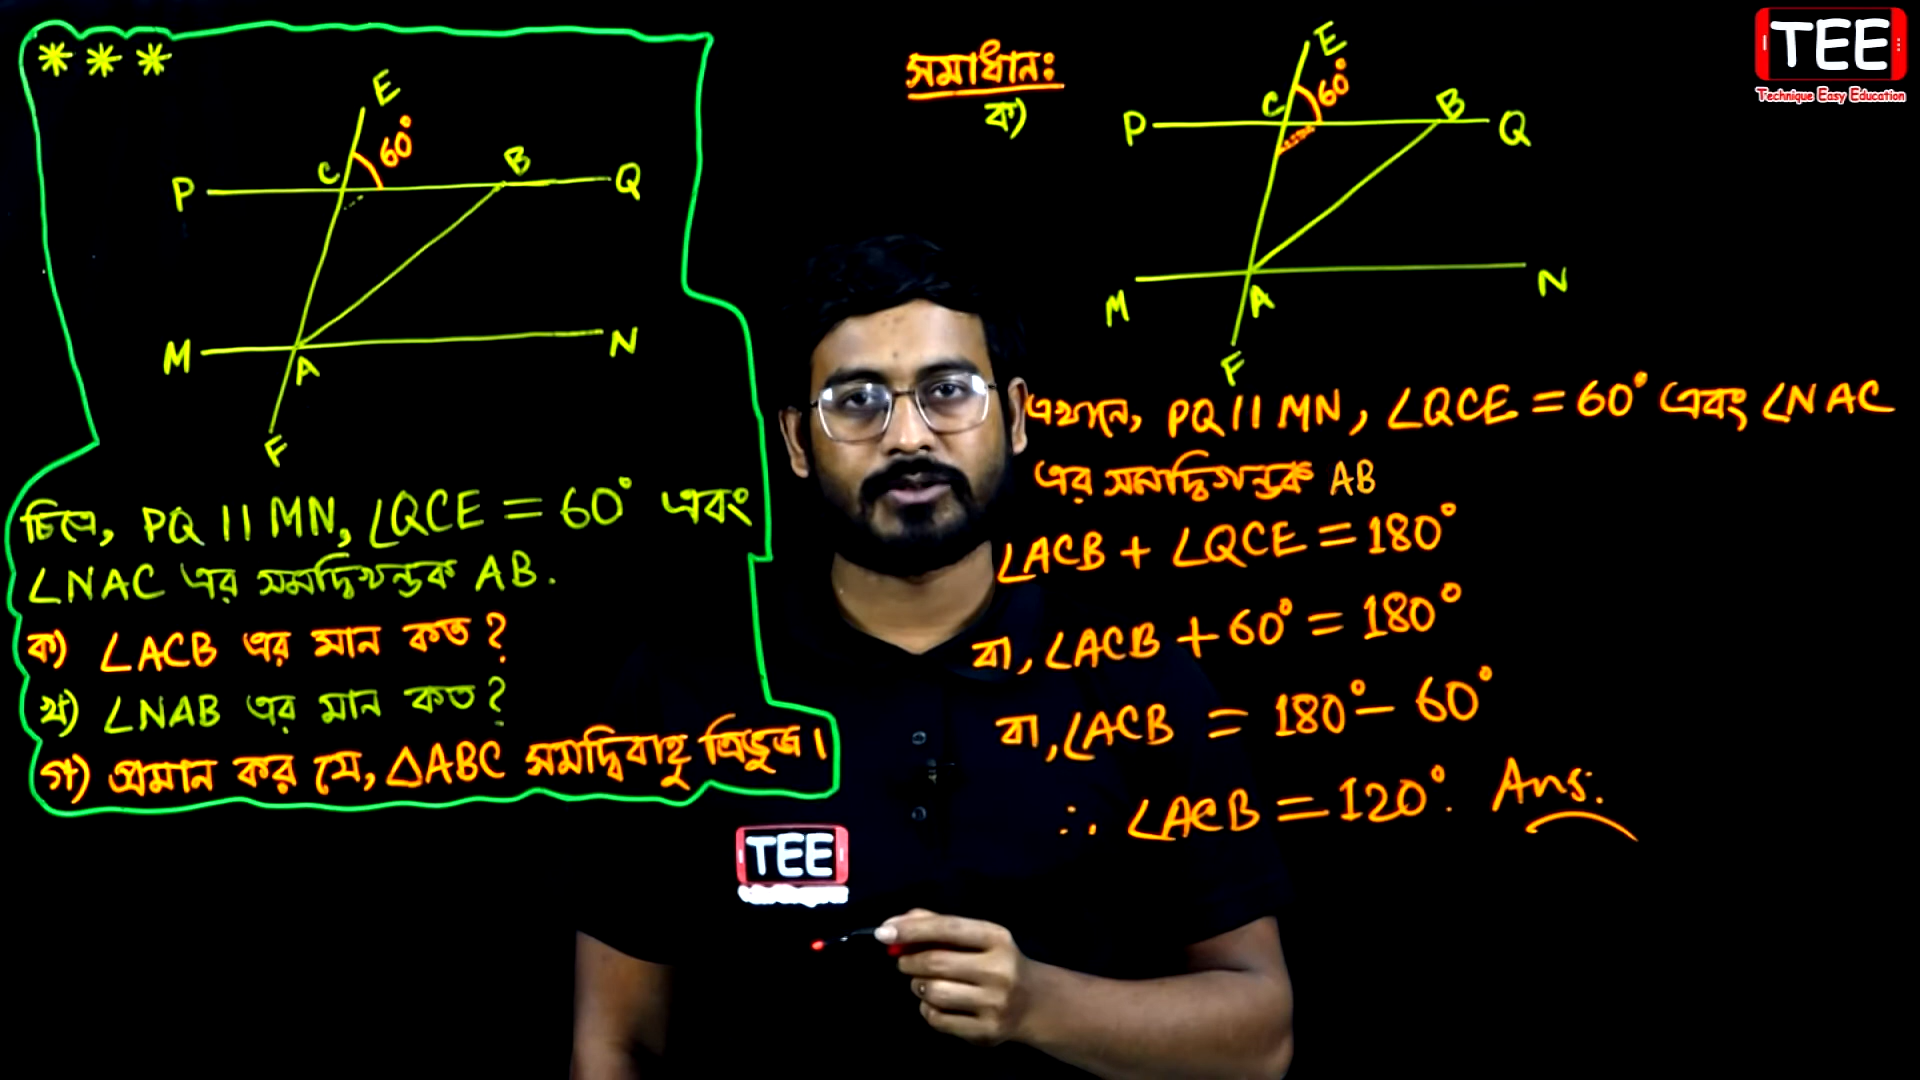 ***
E
60°
C
B
P
Q
M
A
N
F
চিত্রে, PQ || MN, ∠QCE = 60° এবং
∠NAC এর সমদ্বিখন্ডক AB.
ক) ∠ACB এর মান কত?
খ) ∠NAB এর মান কত?
গ) প্রমান কর যে, △ABC সমদ্বিবাহু ত্রিভুজ।
সমাধানঃ
ক)
E
60°
C
B
P
Q
M
A
N
F
এখানে, PQ || MN, ∠QCE = 60° এবং ∠NAC
এর সমদ্বিখন্ডক AB
∠ACB + ∠QCE = 180°
বা, ∠ACB + 60° = 180°
বা, ∠ACB = 180° - 60°
∴ ∠ACB = 120°. Ans:
TEE
Technique Easy Education
TEE